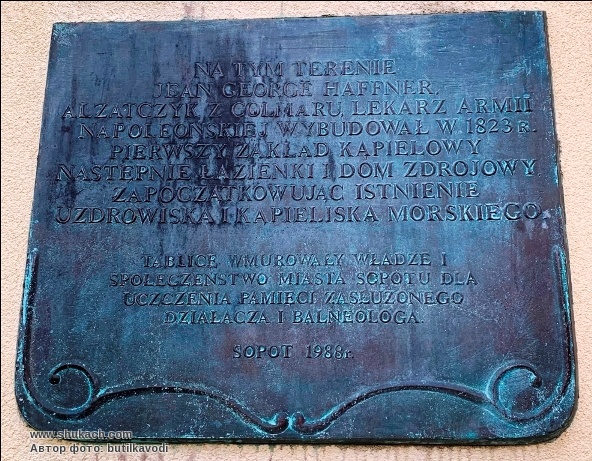 NA TYM TERENIE
JEAN GEORGE HAFFNER,
ALZATCZYK Z COLMARU, LEKARZ ARMII
NAPOLEOŃSKIEJ WYBUDOWAŁ W 1823 R.
PIERWSZY ZAKŁAD KĄPIELOWY
NASTĘPNIE ŁAZIENKI I DOM ZDROJOWY
ZAPOCZĄTKOWUJĄC ISTNIENIE
UZDROWISKA I KĄPIELISKA MORSKIEGO.
TABLICĘ WMUROWAŁY WŁADZE I
SPOŁECZEŃSTWO MIASTA SOPOTU DLA
UCZCZENIA PAMIĘCI ZASŁUŻONEGO
DZIAŁACZA I BALNEOLOGA.
SOPOT 1988r.
www.shukach.com
Автор фото: butilkavodi